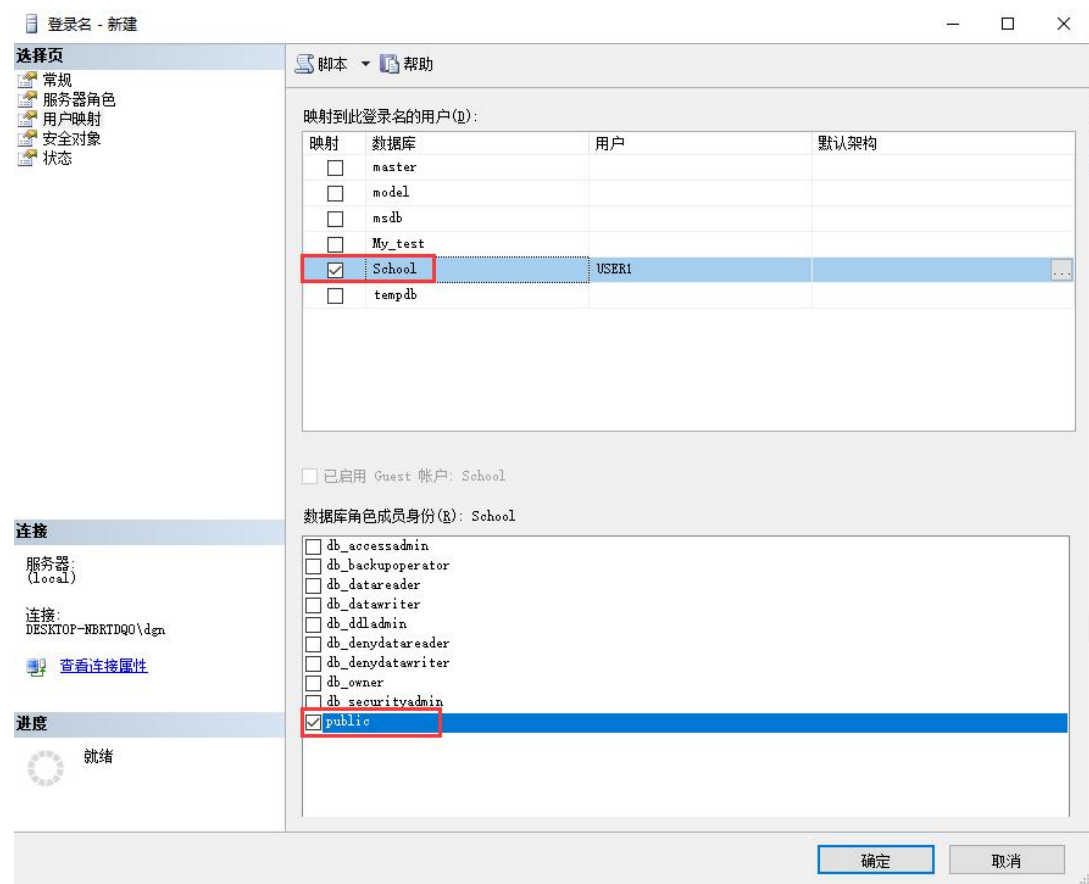 登录名 - 新建
选择页
常规
服务器角色
用户映射
安全对象
状态
脚本 帮助
映射到此登录名的用户(D):
映射 数据库 用户 默认架构
master
model
msdb
My_test
School USER1 ...
tempdb
已启用 Guest 帐户: School
数据库角色成员身份(R): School
db_accessadmin
db_backupoperator
db_datareader
db_datawriter
db_ddladmin
db_denydatareader
db_denydatawriter
db_owner
db_securityadmin
public
连接
服务器:
(local)
连接:
DESKTOP-NBRTDQO\dgn
查看连接属性
进度
就绪
确定 取消